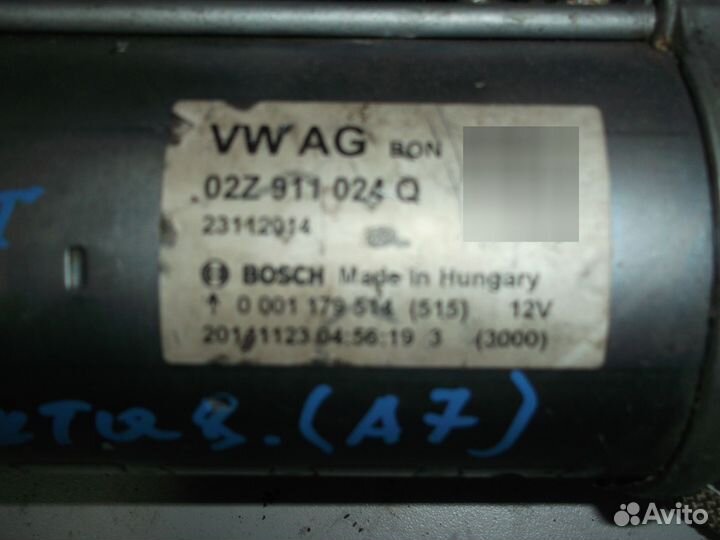 VW AG BON
02Z 911 024 Q
23112014
BOSCH Made in Hungary
↑ 0 001 179 514 (515) 12V
20141123 04:56:19 3 (3000)
(A7)
Avito